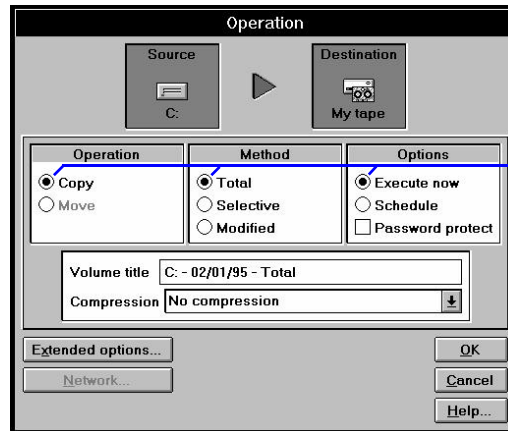 Operation
Source
Destination
C:
My tape
Operation
Copy
Move
Method
Total
Selective
Modified
Options
Execute now
Schedule
Password protect
Volume title C: - 02/01/95 - Total
Compression No compression
Extended options...
Network...
OK
Cancel
Help...